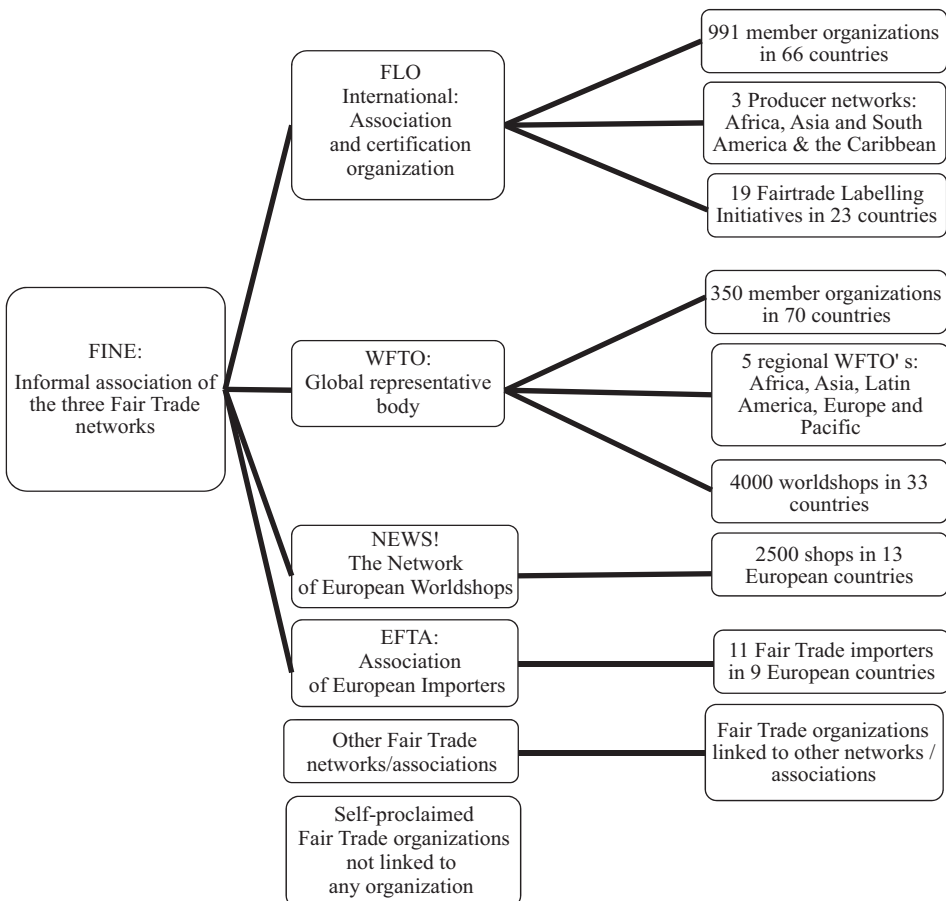 FINE:
Informal association of
the three Fair Trade
networks
FLO
International:
Association
and certification
organization
991 member organizations
in 66 countries
3 Producer networks:
Africa, Asia and South
America & the Caribbean
19 Fairtrade Labelling
Initiatives in 23 countries
WFTO:
Global representative
body
350 member organizations
in 70 countries
5 regional WFTO' s:
Africa, Asia, Latin
America, Europe and
Pacific
4000 worldshops in 33
countries
NEWS!
The Network
of European Worldshops
2500 shops in 13
European countries
EFTA:
Association
of European Importers
11 Fair Trade importers
in 9 European countries
Other Fair Trade
networks/associations
Fair Trade organizations
linked to other networks /
associations
Self-proclaimed
Fair Trade organizations
not linked to
any organization